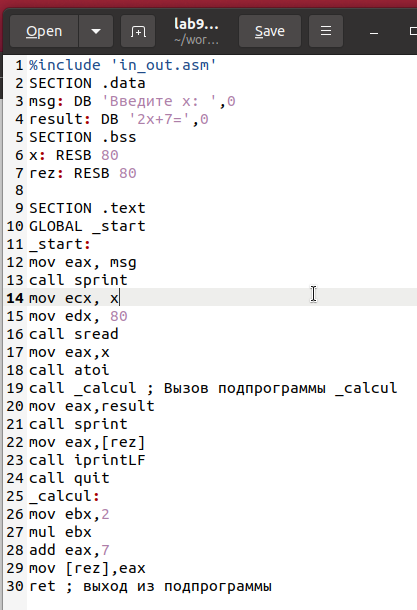 Open
lab9...
~/wor...
Save
1 %include 'in_out.asm'
2 SECTION .data
3 msg: DB 'Введите x: ',0
4 result: DB '2x+7=',0
5 SECTION .bss
6 x: RESB 80
7 rez: RESB 80
8
9 SECTION .text
10 GLOBAL _start
11 _start:
12 mov eax, msg
13 call sprint
14 mov ecx, x
15 mov edx, 80
16 call sread
17 mov eax,x
18 call atoi
19 call _calcul ; Вызов подпрограммы _calcul
20 mov eax,result
21 call sprint
22 mov eax,[rez]
23 call iprintLF
24 call quit
25 _calcul:
26 mov ebx,2
27 mul ebx
28 add eax,7
29 mov [rez],eax
30 ret ; выход из подпрограммы